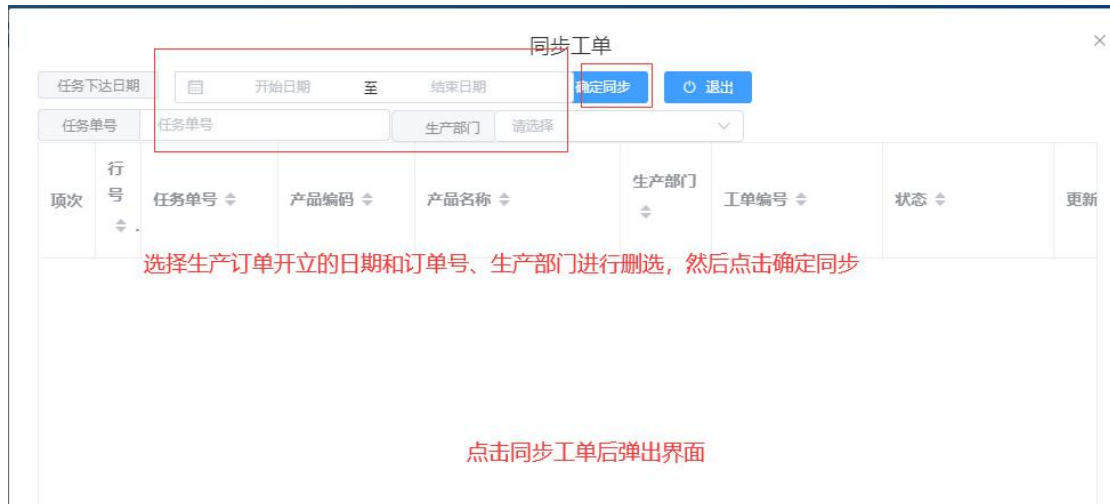 同步工单
任务下达日期 开始日期 至 结束日期 确定同步 退出
任务单号 任务单号 生产部门 请选择
项次 行号 任务单号 产品编码 产品名称 生产部门 工单编号 状态 更新
选择生产订单开立的日期和订单号、生产部门进行删选，然后点击确定同步
点击同步工单后弹出界面